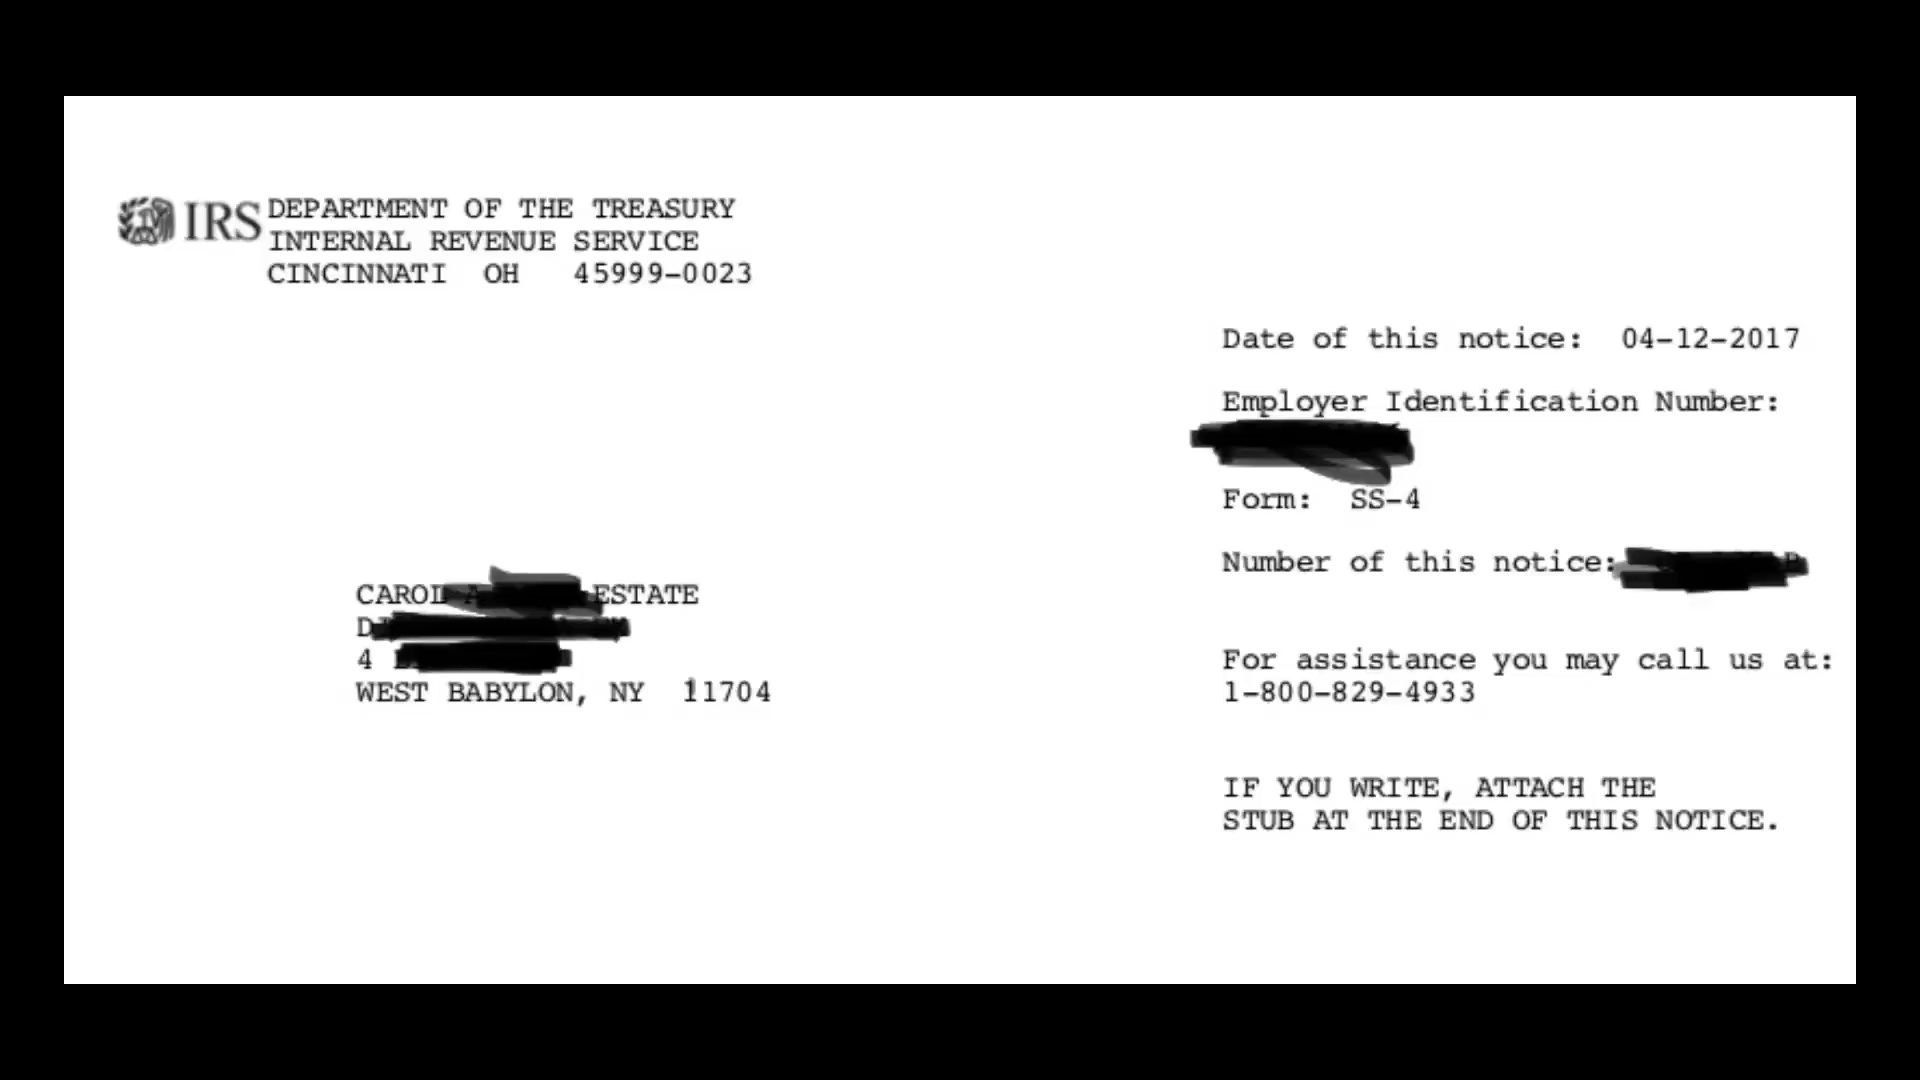 IRS DEPARTMENT OF THE TREASURY
INTERNAL REVENUE SERVICE
CINCINNATI OH 45999-0023
Date of this notice: 04-12-2017
Employer Identification Number:
Form: SS-4
Number of this notice:
CAROL ESTATE
4
WEST BABYLON, NY 11704
For assistance you may call us at:
1-800-829-4933
IF YOU WRITE, ATTACH THE
STUB AT THE END OF THIS NOTICE.